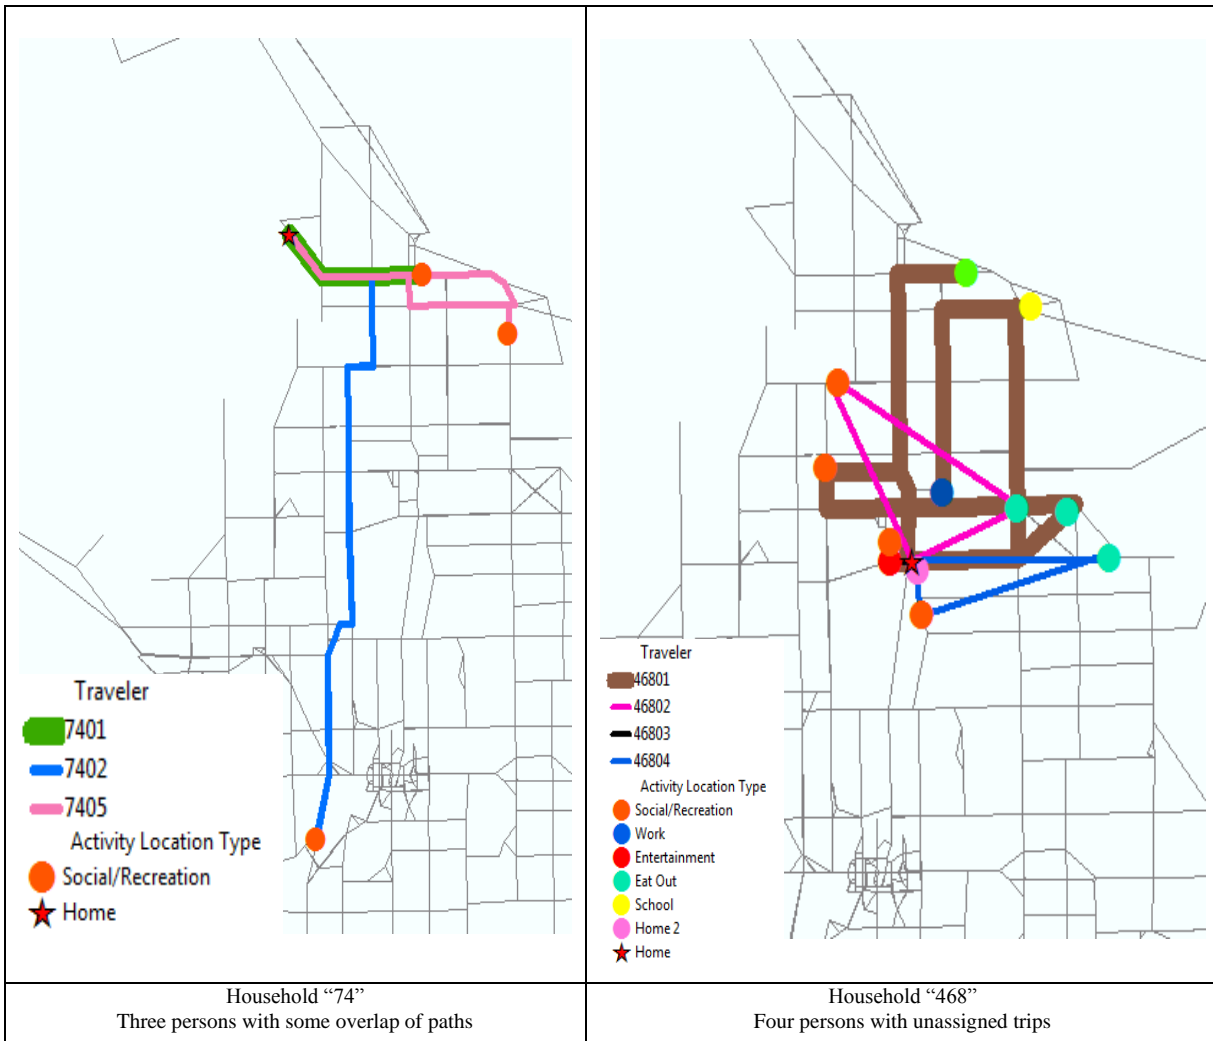 Traveler
7401
7402
7405
Activity Location Type
Social/Recreation
Home
Traveler
46801
46802
46803
46804
Activity Location Type
Social/Recreation
Work
Entertainment
Eat Out
School
Home 2
Home
Household “74”
Three persons with some overlap of paths
Household “468”
Four persons with unassigned trips